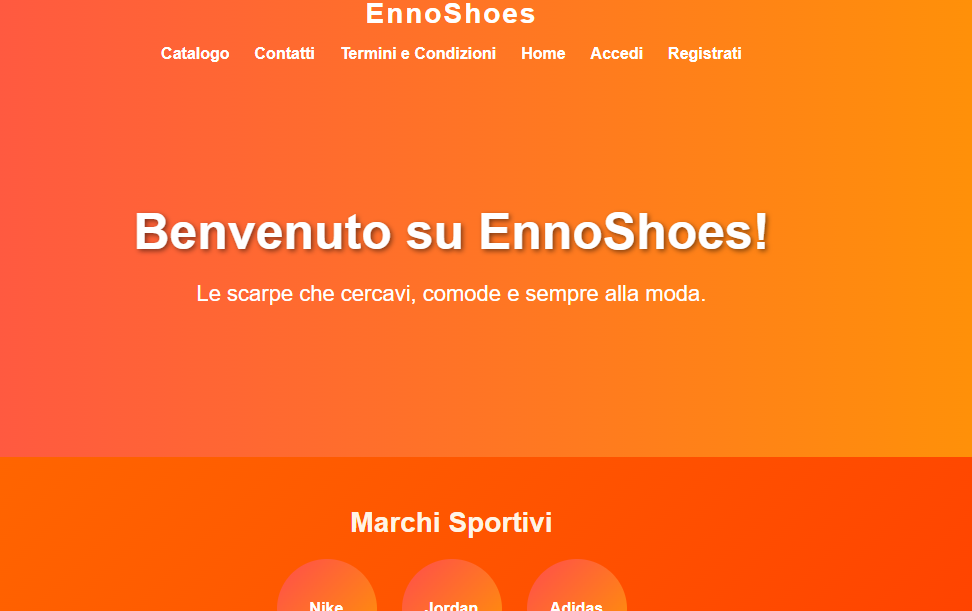 EnnoShoes
Catalogo Contatti Termini e Condizioni Home Accedi Registrati
Benvenuto su EnnoShoes!
Le scarpe che cercavi, comode e sempre alla moda.
Marchi Sportivi
Nike Jordan Adidas